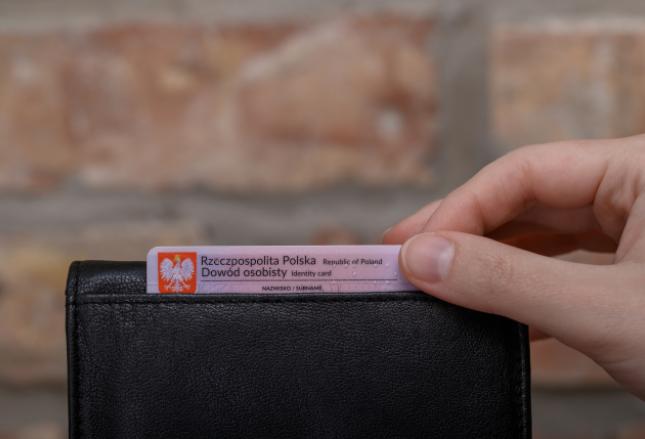 Rzeczpospolita Polska Republic of Poland
Dowód osobisty Identity card
NAZWISKO / SURNAME